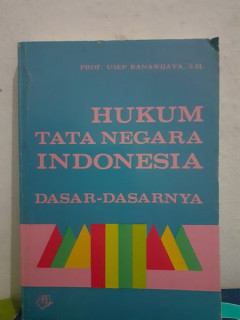 PROF. USEP RANAWIJAYA, S.H.
HUKUM
TATA NEGARA
INDONESIA
DASAR-DASARNYA